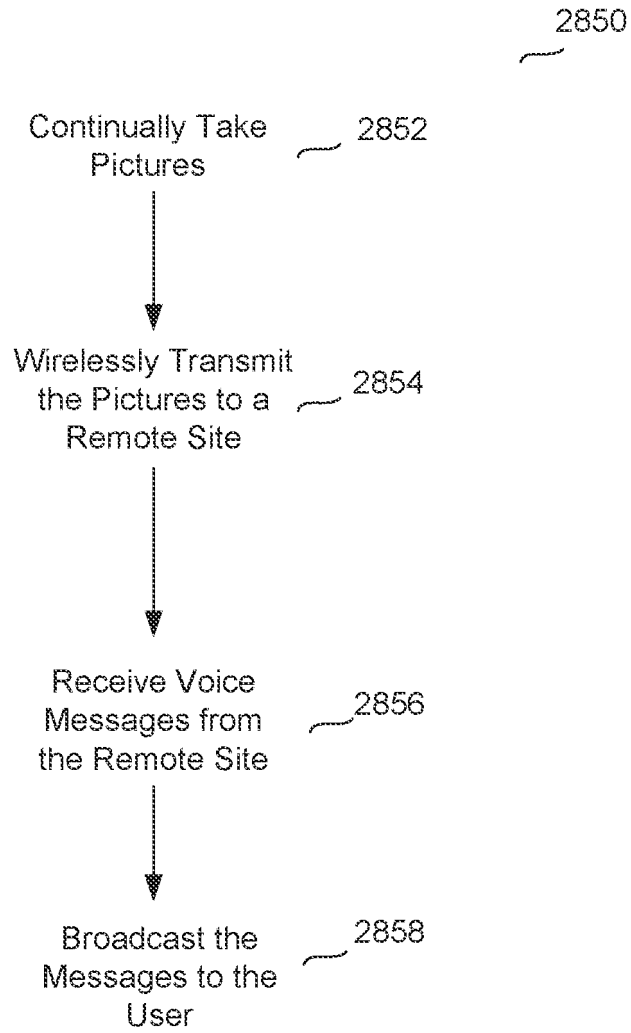 2850
Continually Take
Pictures
2852
Wirelessly Transmit
the Pictures to a
Remote Site
2854
Receive Voice
Messages from
the Remote Site
2856
Broadcast the
Messages to the
User
2858